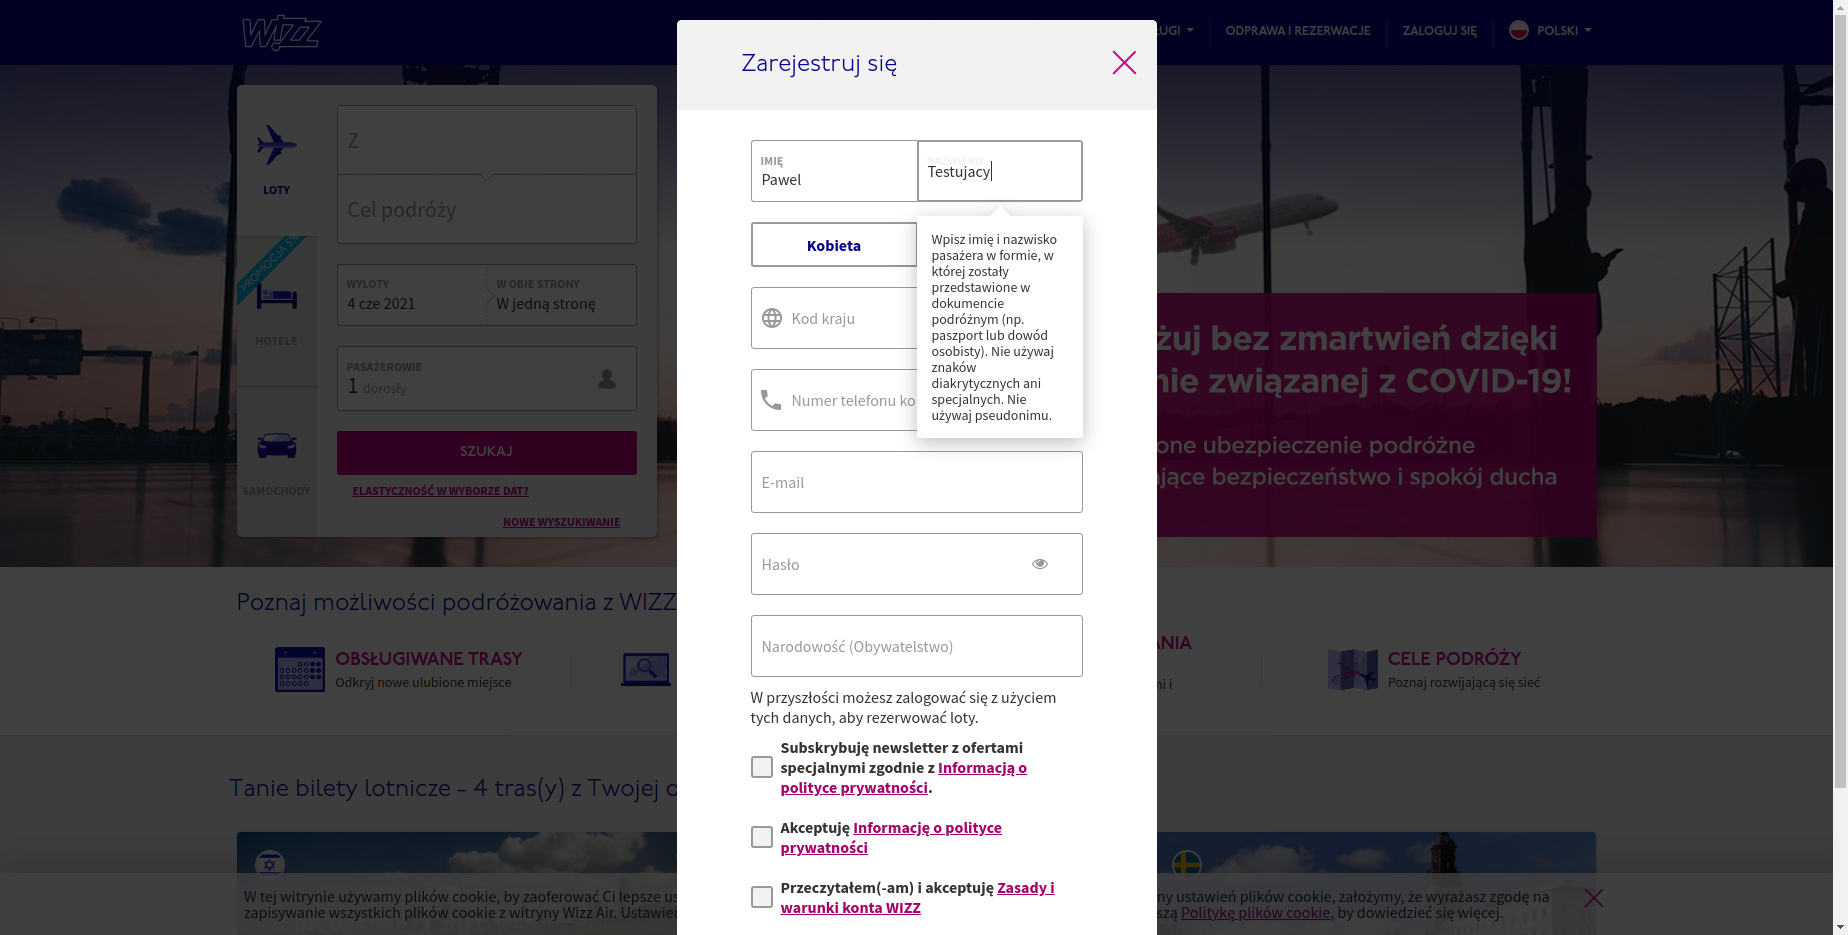 WIZZ
ŁUGI
ODPRAWA I REZERWACJE
ZALOGUJ SIĘ
POLSKI
Zarejestruj się
IMIĘ
Pawel
NAZWISKO
Testujacy
Wpisz imię i nazwisko
pasażera w formie, w
której zostały
przedstawione w
dokumencie
podróżnym (np.
paszport lub dowód
osobisty). Nie używaj
znaków
diakrytycznych ani
specjalnych. Nie
używaj pseudonimu.
Kobieta
Kod kraju
Numer telefonu ko
E-mail
Hasło
Narodowość (Obywatelstwo)
W przyszłości możesz zalogować się z użyciem
tych danych, aby rezerwować loty.
Subskrybuję newsletter z ofertami
specjalnymi zgodnie z Informacją o
polityce prywatności.
Akceptuję Informację o polityce
prywatności
Przeczytałem(-am) i akceptuję Zasady i
warunki konta WIZZ
LOTY
PROMOCJA
HOTELE
SAMOCHODY
Z
Cel podróży
WYLOTY
4 cze 2021
W OBIE STRONY
W jedną stronę
PASAŻEROWIE
1 dorosły
SZUKAJ
ELASTYCZNOŚĆ W WYBORZE DAT?
NOWE WYSZUKIWANIE
żuj bez zmartwień dzięki
nie związanej z COVID-19!
one ubezpieczenie podróżne
ające bezpieczeństwo i spokój ducha
Poznaj możliwości podróżowania z WIZZ
OBSŁUGIWANE TRASY
Odkryj nowe ulubione miejsce
ANIA
ni i
CELE PODRÓŻY
Poznaj rozwijającą się sieć
Tanie bilety lotnicze - 4 tras(y) z Twojej
W tej witrynie używamy plików cookie, by zaoferować Ci lepsze us
zapisywanie wszystkich plików cookie z witryny Wizz Air. Ustawien
ny ustawień plików cookie, założymy, że wyrażasz zgodę na
szą Politykę plików cookie, by dowiedzieć się więcej.